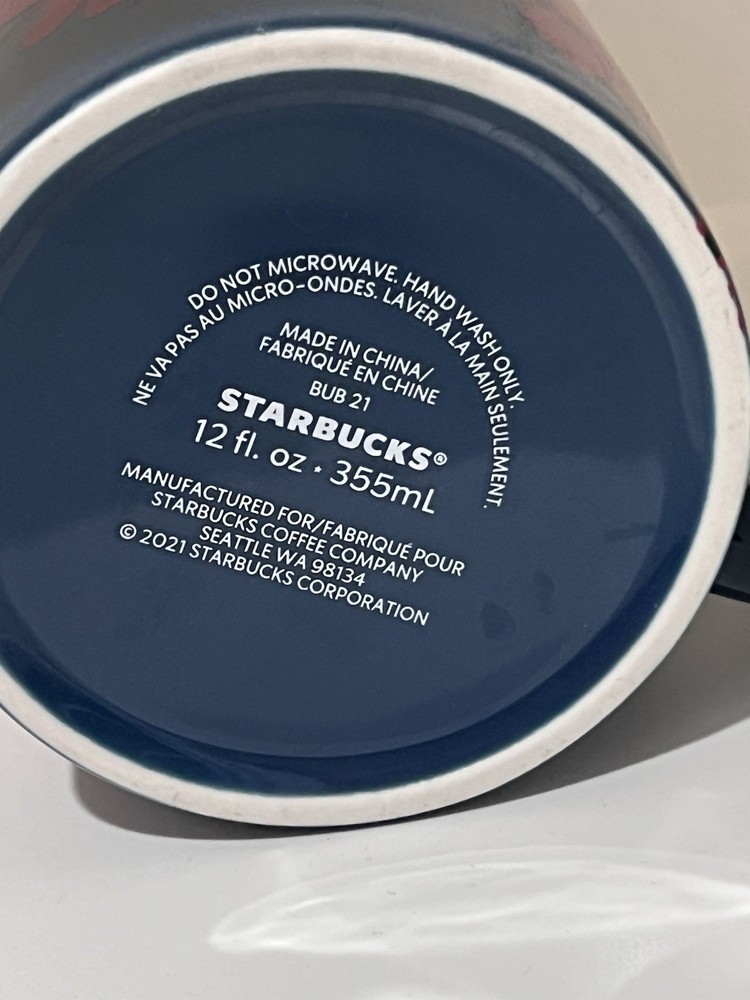 DO NOT MICROWAVE. HAND WASH ONLY.
NE VA PAS AU MICRO-ONDES. LAVER À LA MAIN SEULEMENT.
MADE IN CHINA/
FABRIQUÉ EN CHINE
BUB 21
STARBUCKS®
12 fl. oz • 355mL
MANUFACTURED FOR/FABRIQUÉ POUR
STARBUCKS COFFEE COMPANY
SEATTLE WA 98134
© 2021 STARBUCKS CORPORATION